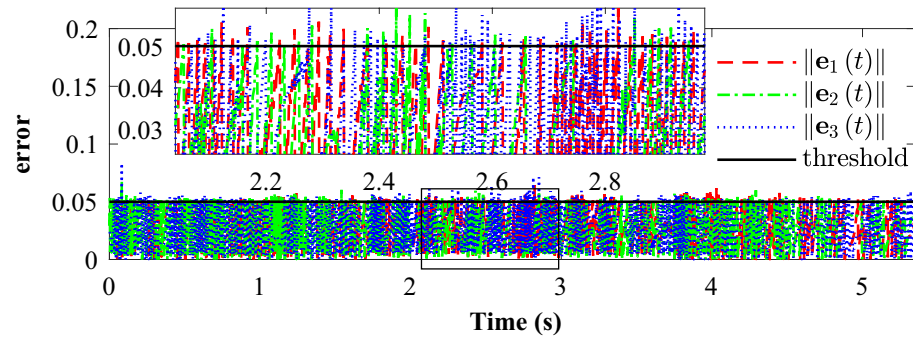 0.2
0.15
0.1
0.05
0
error
0.05
0.04
0.03
2.2 2.4 2.6 2.8
‖e₁(t)‖
‖e₂(t)‖
‖e₃(t)‖
threshold
0 1 2 3 4 5
Time (s)